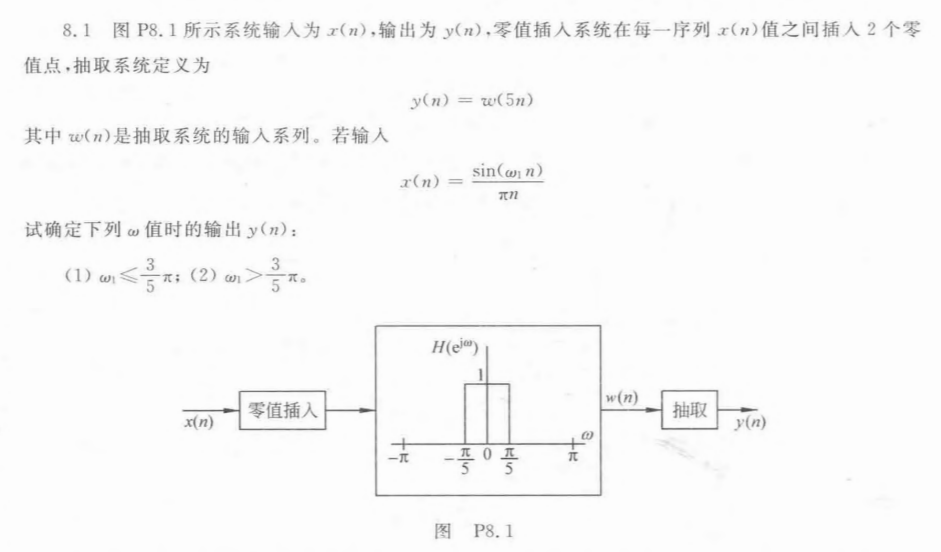 8.1 图 P8.1 所示系统输入为 x(n),输出为 y(n),零值插入系统在每一序列 x(n)值之间插入 2 个零
值点,抽取系统定义为
y(n) = w(5n)
其中 w(n)是抽取系统的输入系列。若输入
x(n) = sin(ω₁n)/πn
试确定下列 ω 值时的输出 y(n):
(1) ω₁≤3/5π; (2) ω₁>3/5π。
H(e^jω)
1
x(n)
零值插入
w(n)
抽取
y(n)
-π
-π/5
0
π/5
π
ω
图 P8.1